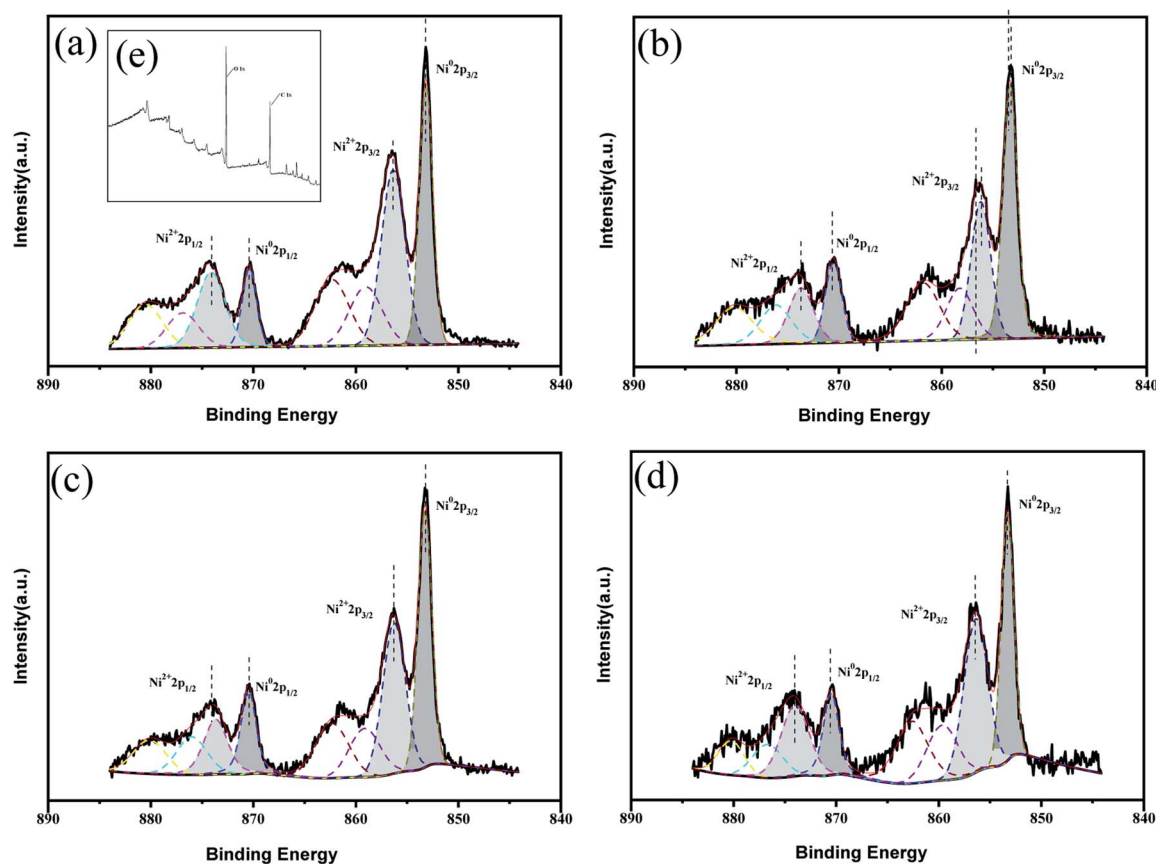 (a)
(e)
O 1s
C 1s
Ni⁰2p₃/₂
Ni²⁺2p₃/₂
Ni²⁺2p₁/₂
Ni⁰2p₁/₂
Intensity(a.u.)
890 880 870 860 850 840
Binding Energy
(b)
Ni⁰2p₃/₂
Ni²⁺2p₃/₂
Ni²⁺2p₁/₂
Ni⁰2p₁/₂
Intensity(a.u.)
890 880 870 860 850 840
Binding Energy
(c)
Ni⁰2p₃/₂
Ni²⁺2p₃/₂
Ni²⁺2p₁/₂
Ni⁰2p₁/₂
Intensity(a.u.)
890 880 870 860 850 840
Binding Energy
(d)
Ni⁰2p₃/₂
Ni²⁺2p₃/₂
Ni²⁺2p₁/₂
Ni⁰2p₁/₂
Intensity(a.u.)
890 880 870 860 850 840
Binding Energy